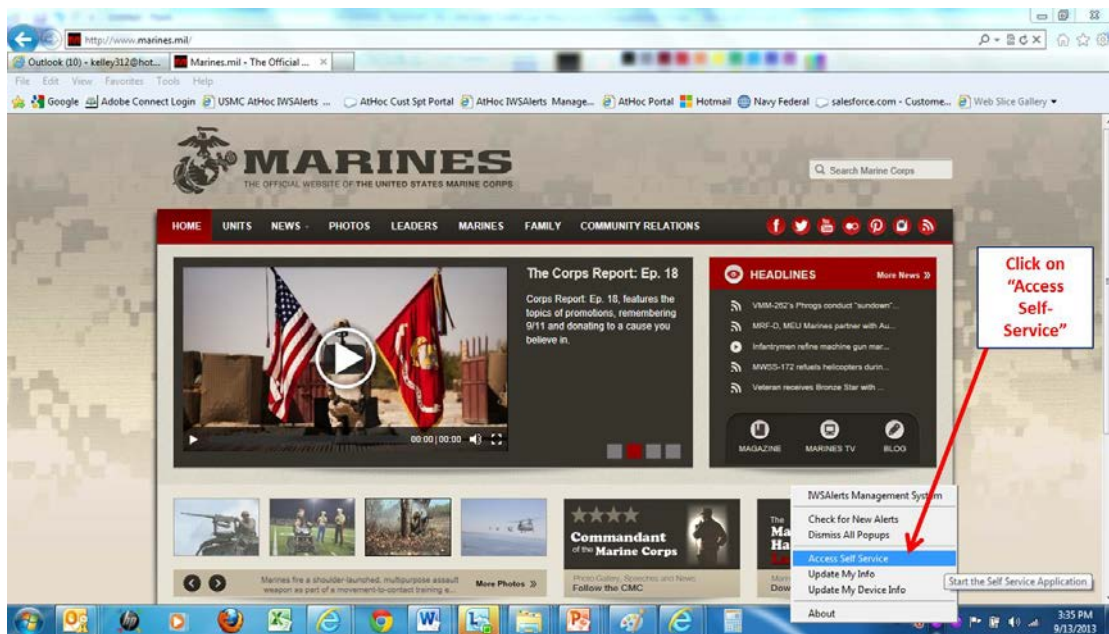 http://www.marines.mil/
Outlook (10) - kelley312@hot...
Marines.mil - The Official ...
File Edit View Favorites Tools Help
Google Adobe Connect Login USMC AtHoc IWSAlerts ... AtHoc Cust Spt Portal AtHoc IWSAlerts Manage... AtHoc Portal Hotmail Navy Federal salesforce.com - Custome... Web Slice Gallery
MARINES
THE OFFICIAL WEBSITE OF THE UNITED STATES MARINE CORPS
Search Marine Corps
HOME UNITS NEWS PHOTOS LEADERS MARINES FAMILY COMMUNITY RELATIONS
The Corps Report: Ep. 18
Corps Report: Ep. 18, features the
topics of promotions, remembering
9/11 and donating to a cause you
believe in.
00:00|00:00
HEADLINES More News
VMM-262's Phrogs conduct "sundown"...
MRF-D, MEU Marines partner with Au...
Infantrymen refine machine gun mar...
MWSS-172 refuels helicopters durin...
Veteran receives Bronze Star with ...
MAGAZINE MARINES TV BLOG
Click on
"Access
Self-
Service"
Commandant
of the Marine Corps
Photo Gallery, Speeches and News
Follow the CMC
The
Ma
Ha
Marin
Dow
Marines fire a shoulder-launched, multipurpose assault
weapon as part of a movement-to-contact training e...
More Photos
IWSAlerts Management System
Check for New Alerts
Dismiss All Popups
Access Self Service
Update My Info
Update My Device Info
About
Start the Self Service Application
3:35 PM
9/13/2013